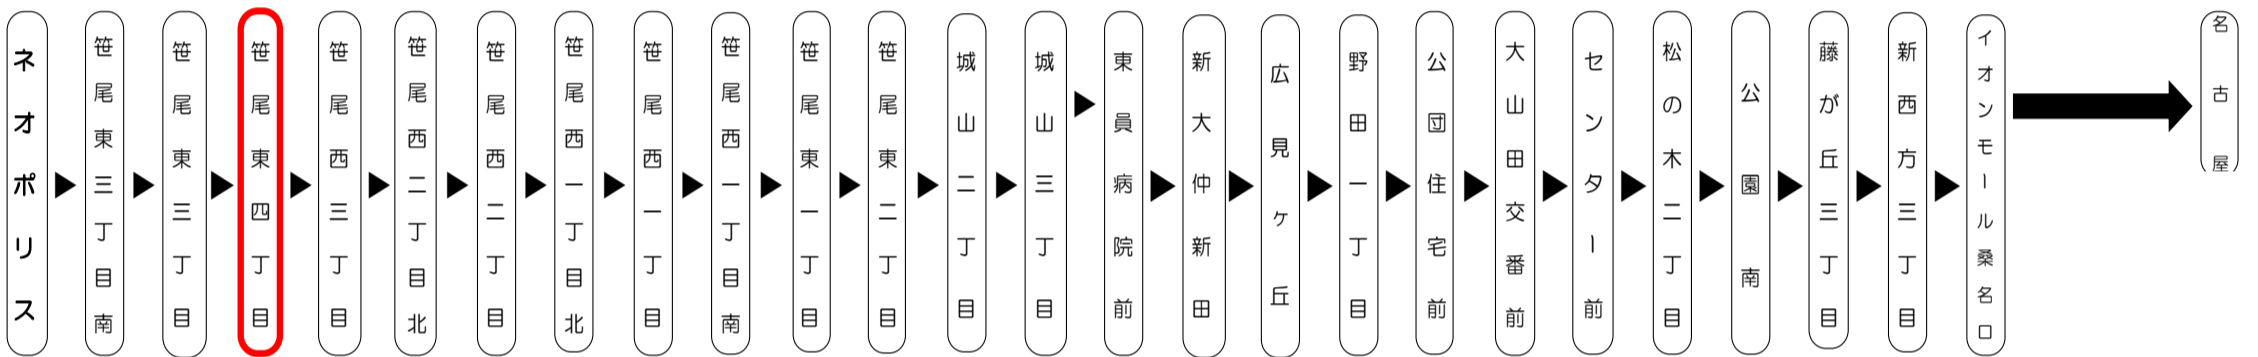 ネオポリス
笹尾東三丁目南
笹尾東三丁目
笹尾東四丁目
笹尾西三丁目
笹尾西二丁目北
笹尾西二丁目
笹尾西一丁目北
笹尾西一丁目
笹尾西一丁目南
笹尾東一丁目
笹尾東二丁目
城山二丁目
城山三丁目
東員病院前
新大仲新田
広見ヶ丘
野田一丁目
公団住宅前
大山田交番前
センター前
松の木二丁目
公園南
藤が丘三丁目
新西方三丁目
イオンモール桑名口
名古屋